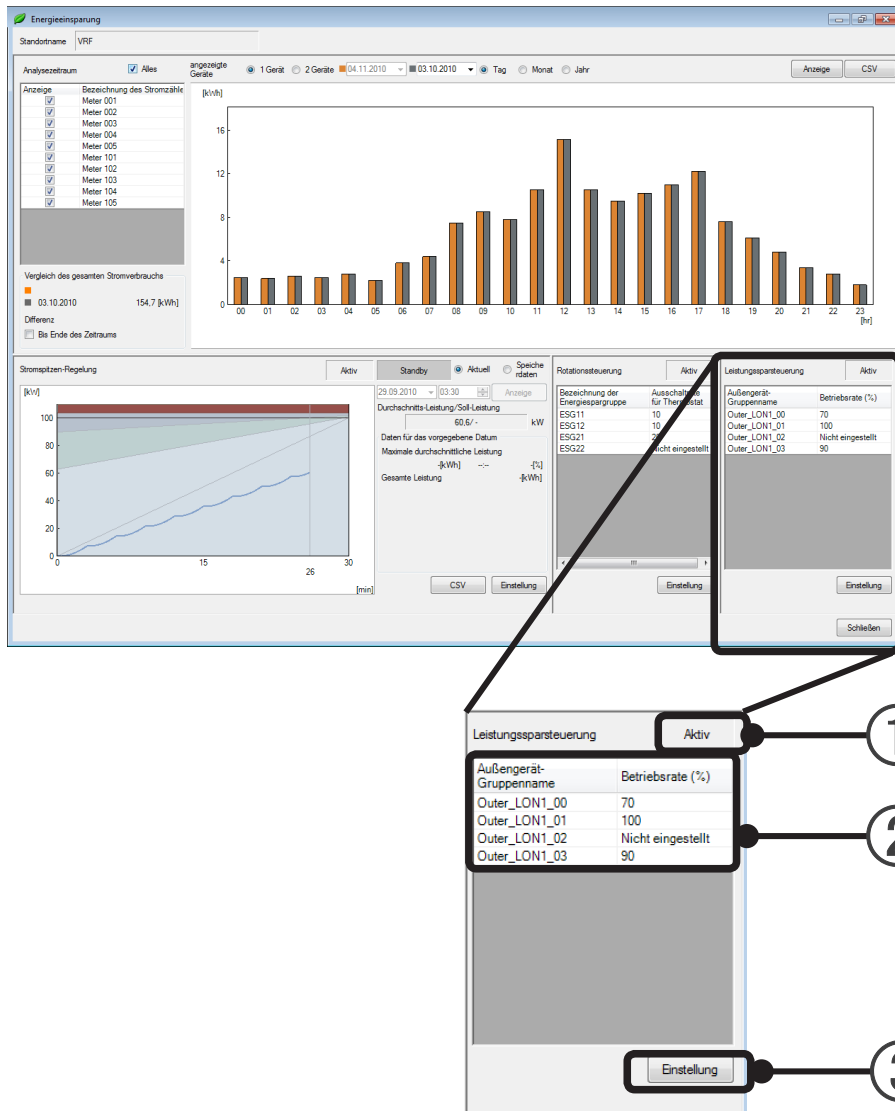 Energieeinsparung
Standortname VRF
Analysezeitraum Alles angezeigte Geräte 1 Gerät 2 Geräte 04.11.2010 03.10.2010 Tag Monat Jahr Anzeige CSV
Anzeige Bezeichnung des Stromzähle
Meter 001
Meter 002
Meter 003
Meter 004
Meter 005
Meter 101
Meter 102
Meter 103
Meter 104
Meter 105
Vergleich des gesamten Stromverbrauchs
03.10.2010 154,7 [kWh]
Differenz
Bis Ende des Zeitraums
[kWh]
16
12
8
4
0
00 01 02 03 04 05 06 07 08 09 10 11 12 13 14 15 16 17 18 19 20 21 22 23
[hr]
Stromspitzen-Regelung Aktiv Standby Aktuell Speiche rdaten
[kW]
100
80
60
40
20
0
0 15 30
26
[min]
29.09.2010 03:30 Anzeige
Durchschnitts-Leistung/Soll-Leistung
60,6/ - kW
Daten für das vorgegebene Datum
Maximale durchschnittliche Leistung
-[kWh] --:-- -[%]
Gesamte Leistung -[kWh]
CSV Einstellung
Rotationssteuerung Aktiv
Bezeichnung der Energiespargruppe
ESG11 10
ESG12 10
ESG21
ESG22 Nicht eingestellt
Einstellung
Leistungssparsteuerung Aktiv
Außengerät-
Gruppenname Betriebsrate (%)
Outer_LON1_00 70
Outer_LON1_01 100
Outer_LON1_02 Nicht eingestellt
Outer_LON1_03 90
Einstellung
Schließen
Leistungssparsteuerung Aktiv
Außengerät-
Gruppenname Betriebsrate (%)
Outer_LON1_00 70
Outer_LON1_01 100
Outer_LON1_02 Nicht eingestellt
Outer_LON1_03 90
Einstellung
1
2
3